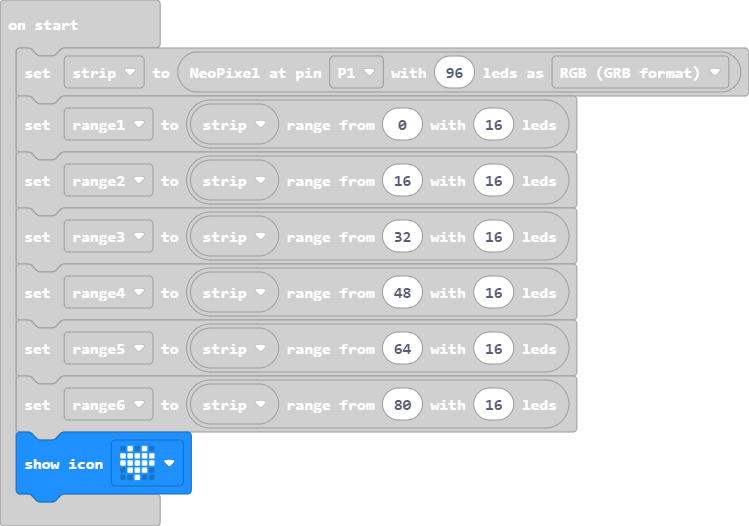 on start
set strip to NeoPixel at pin P1 with 96 leds as RGB (GRB format)
set range1 to strip range from 0 with 16 leds
set range2 to strip range from 16 with 16 leds
set range3 to strip range from 32 with 16 leds
set range4 to strip range from 48 with 16 leds
set range5 to strip range from 64 with 16 leds
set range6 to strip range from 80 with 16 leds
show icon